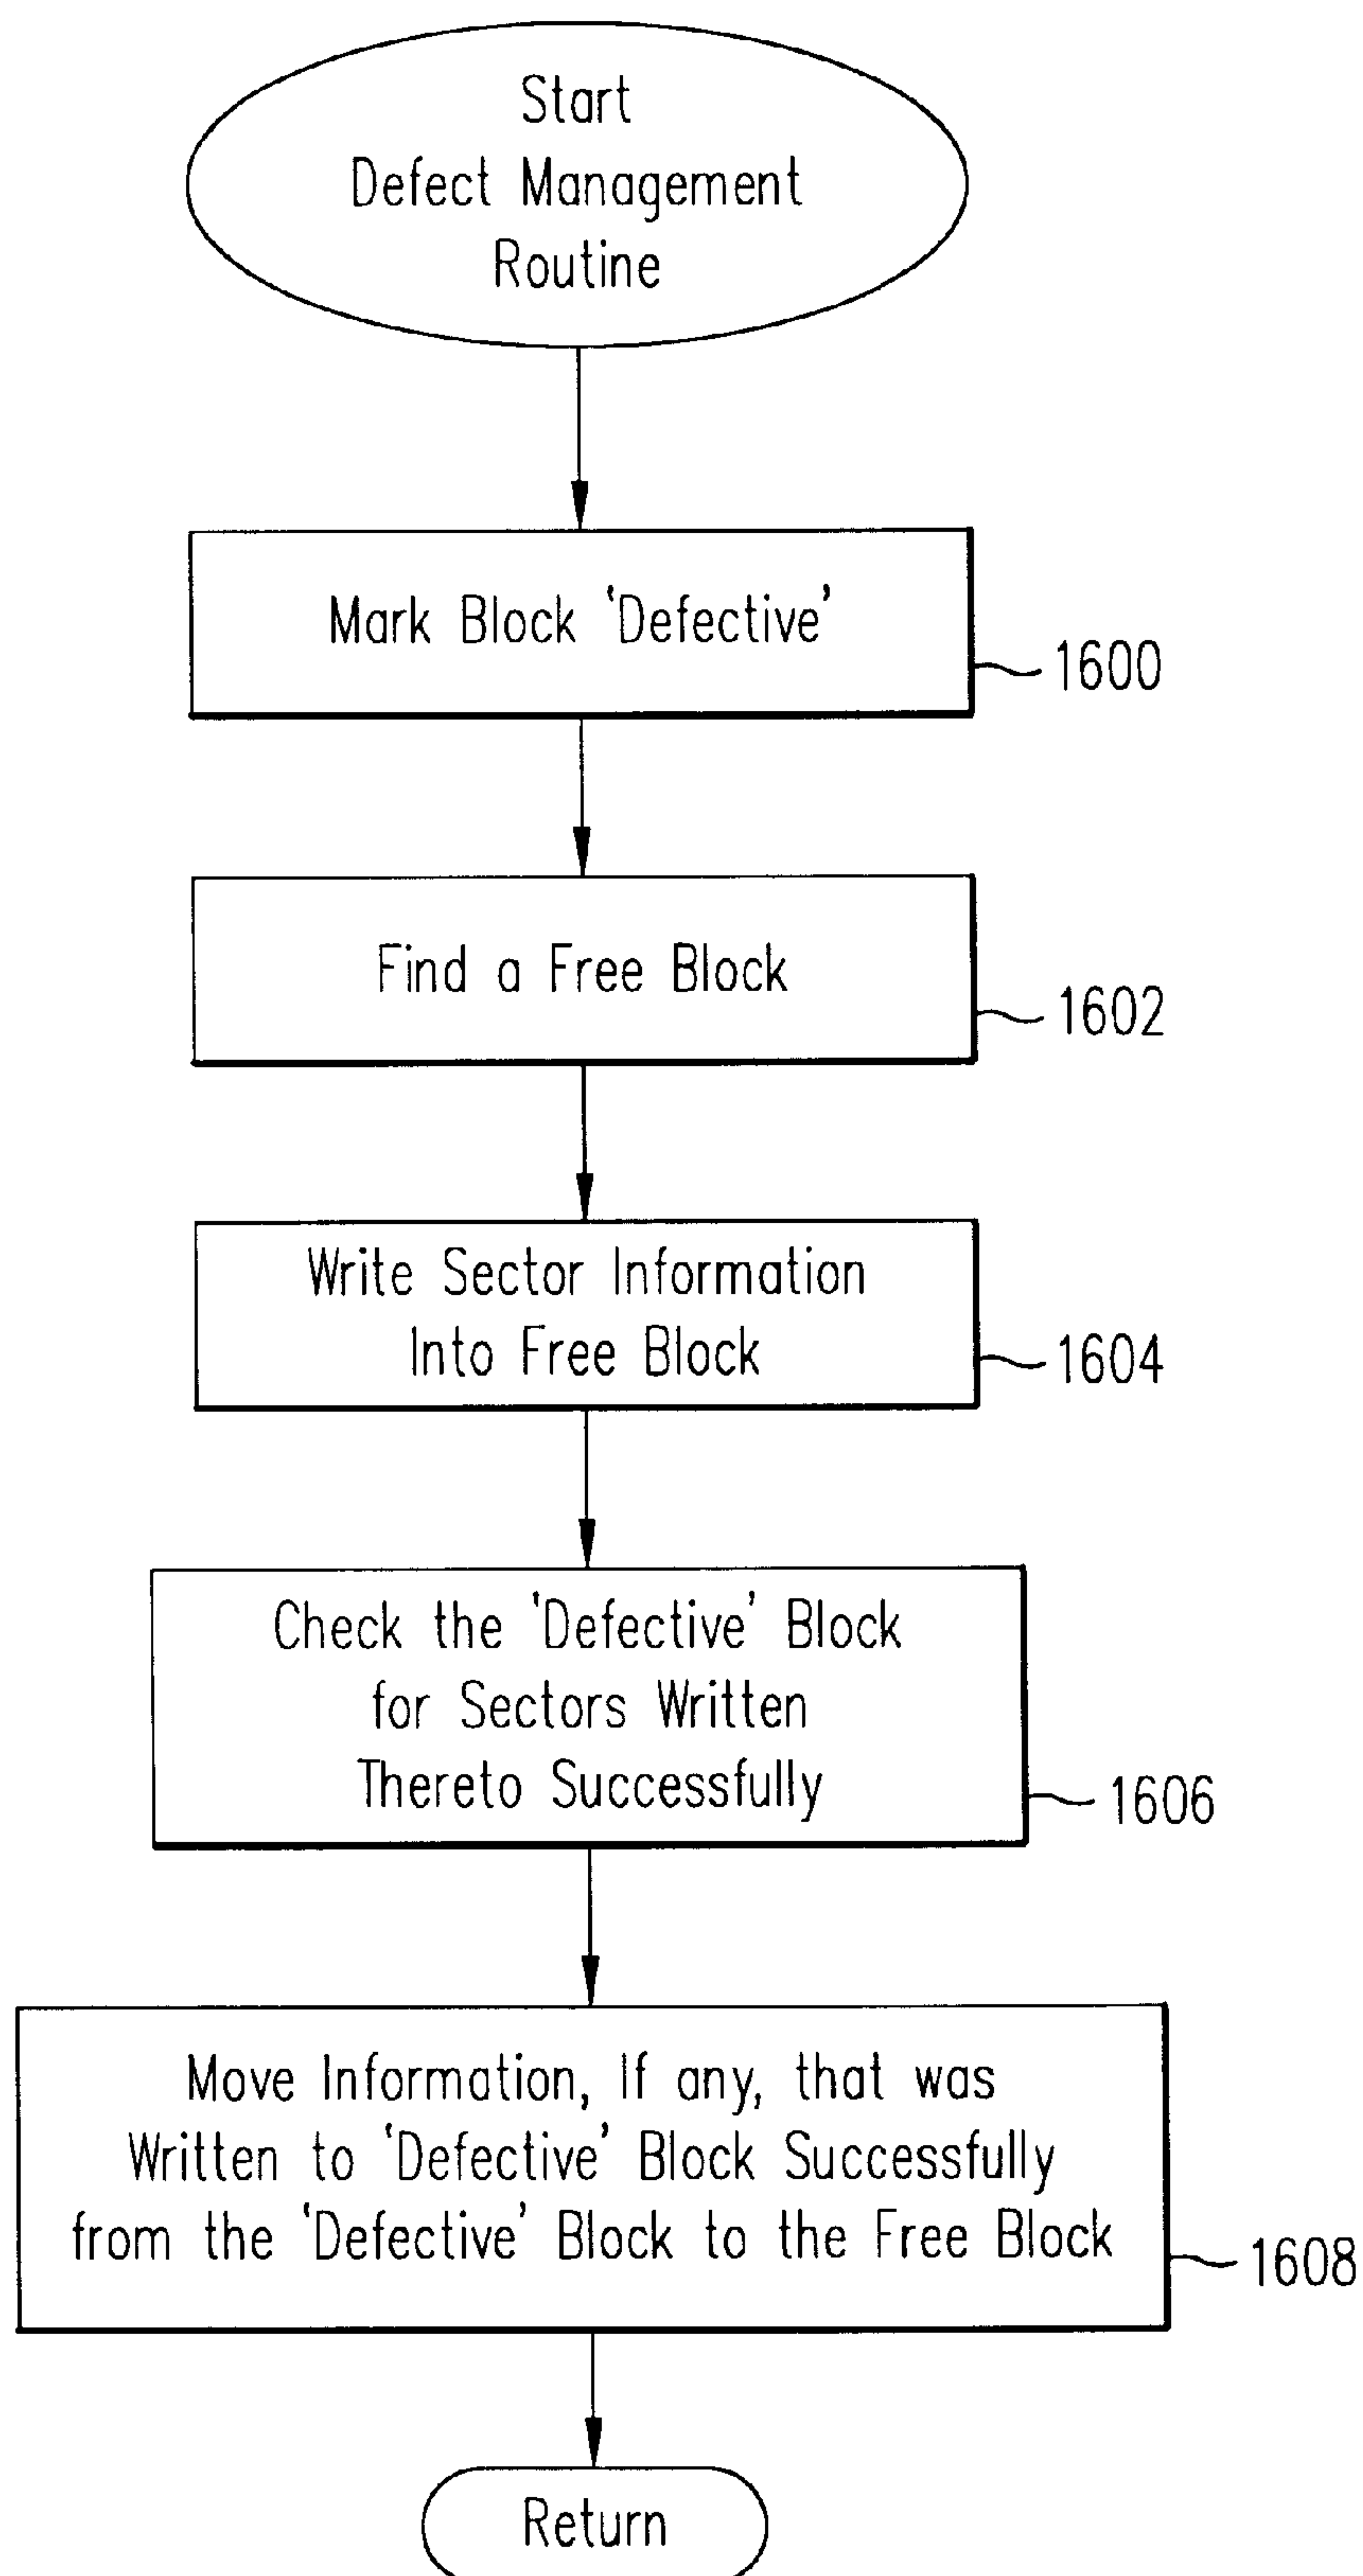 Start
Defect Management
Routine
Mark Block ‘Defective’
1600
Find a Free Block
1602
Write Sector Information
Into Free Block
1604
Check the ‘Defective’ Block
for Sectors Written
Thereto Successfully
1606
Move Information, If any, that was
Written to ‘Defective’ Block Successfully
from the ‘Defective’ Block to the Free Block
1608
Return